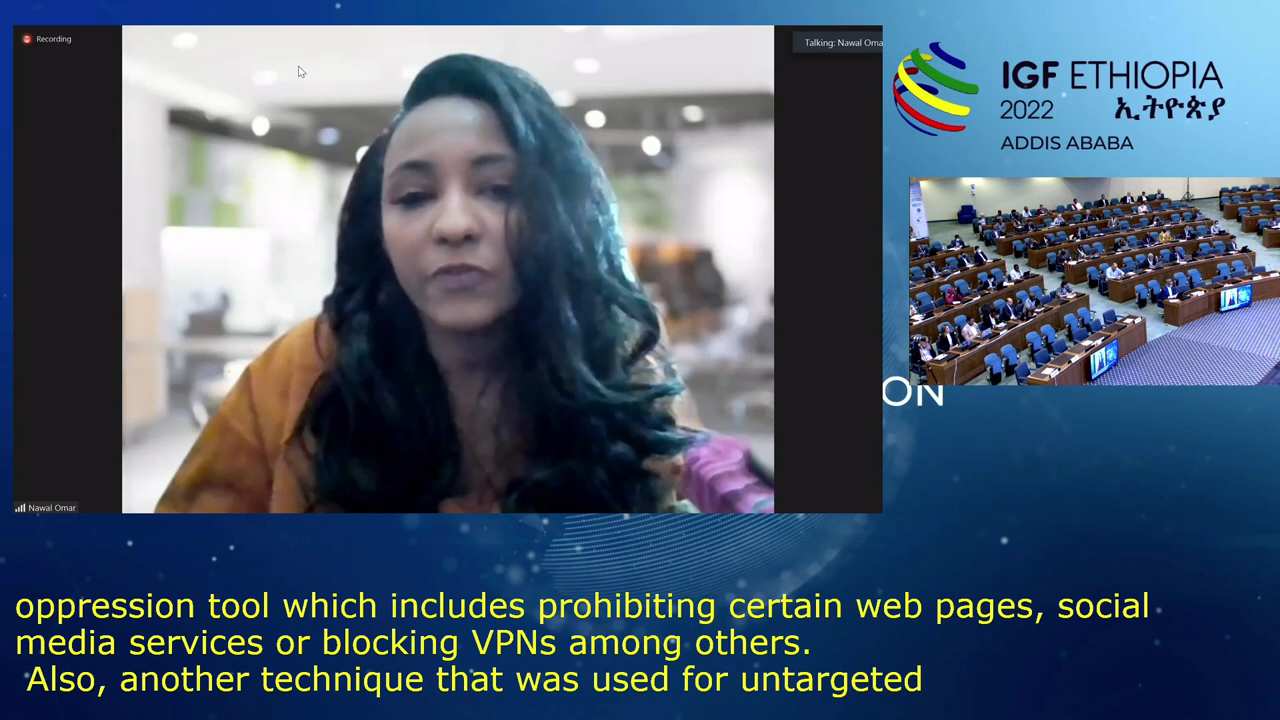 Recording
Talking: Nawal Oma
IGF ETHIOPIA
2022 ኢትዮጵያ
ADDIS ABABA
ON
Nawal Omar
oppression tool which includes prohibiting certain web pages, social
media services or blocking VPNs among others.
Also, another technique that was used for untargeted